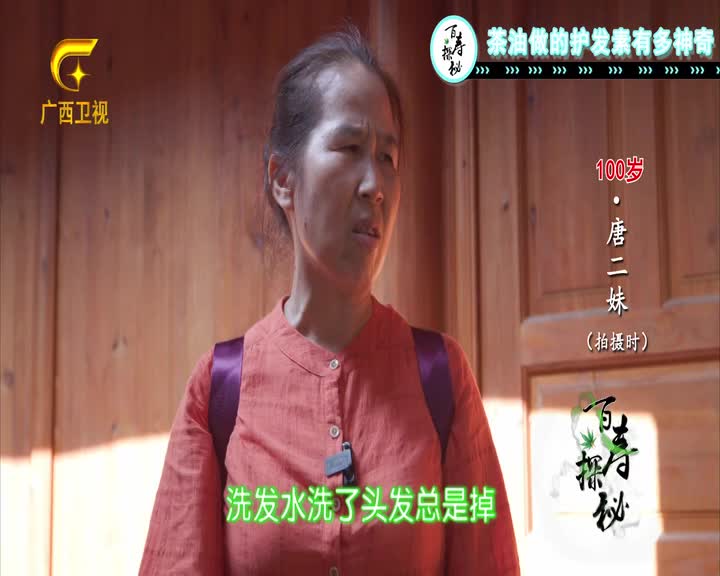 百寿探秘
茶油做的护发素有多神奇
广西卫视
100岁
·唐二妹
（拍摄时）
百寿探秘
洗发水洗了头发总是掉